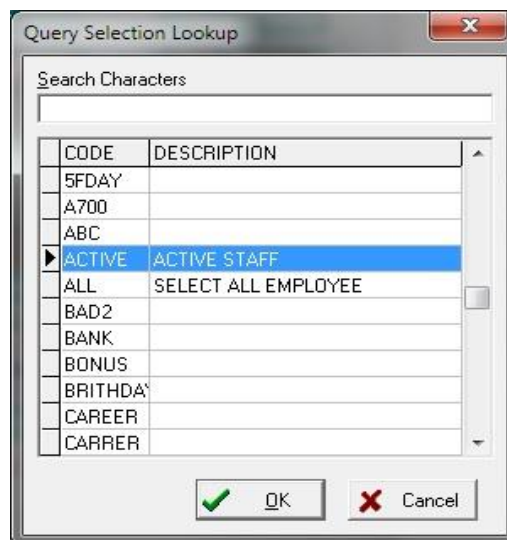 Query Selection Lookup
Search Characters
CODE DESCRIPTION
5FDAY
A700
ABC
ACTIVE ACTIVE STAFF
ALL SELECT ALL EMPLOYEE
BAD2
BANK
BONUS
BRITHDAY
CAREER
CARRER
OK Cancel